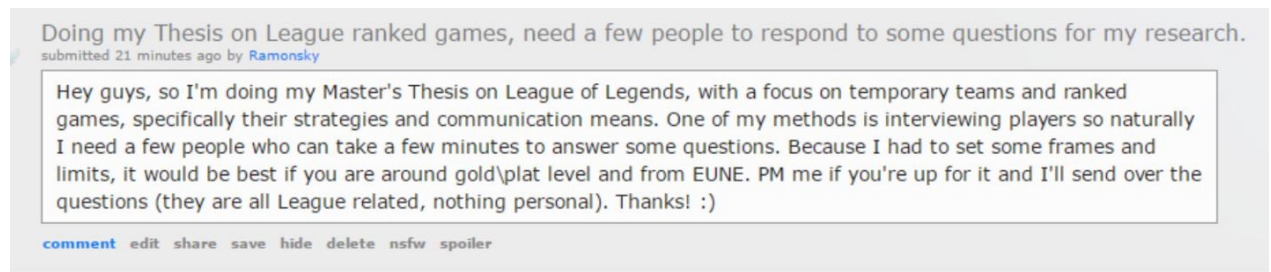 Doing my Thesis on League ranked games, need a few people to respond to some questions for my research.
submitted 21 minutes ago by Ramonsky
Hey guys, so I'm doing my Master's Thesis on League of Legends, with a focus on temporary teams and ranked
games, specifically their strategies and communication means. One of my methods is interviewing players so naturally
I need a few people who can take a few minutes to answer some questions. Because I had to set some frames and
limits, it would be best if you are around gold\plat level and from EUNE. PM me if you're up for it and I'll send over the
questions (they are all League related, nothing personal). Thanks! :)
comment edit share save hide delete nsfw spoiler